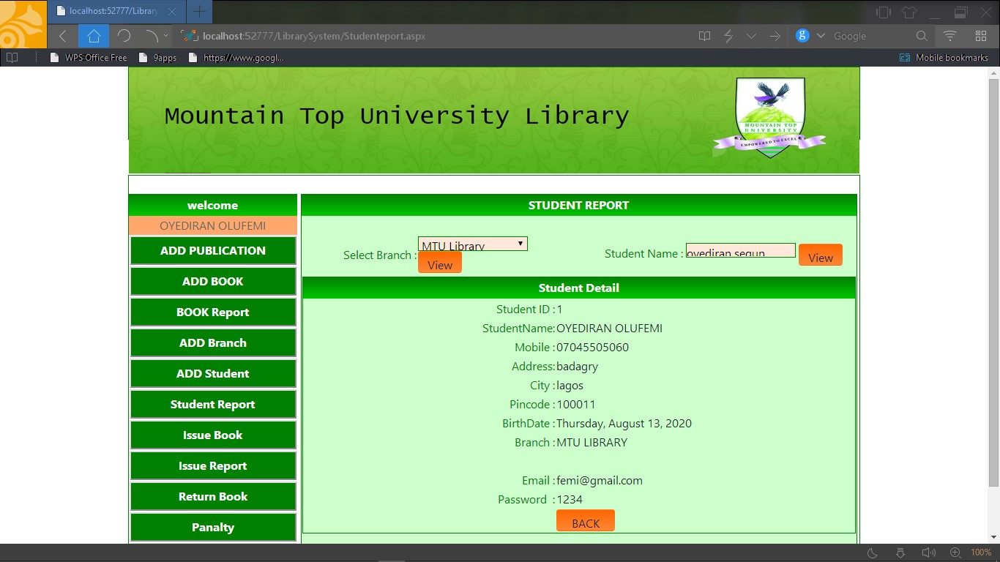 localhost:52777/Library
localhost:52777/LibrarySystem/Studenteport.aspx
g
Google
WPS Office Free
9apps
https://www.googl...
Mobile bookmarks
Mountain Top University Library
MOUNTAIN TOP
UNIVERSITY
EMPOWERED TO EXCEL
welcome
OYEDIRAN OLUFEMI
ADD PUBLICATION
ADD BOOK
BOOK Report
ADD Branch
ADD Student
Student Report
Issue Book
Issue Report
Return Book
Panalty
STUDENT REPORT
Select Branch :
MTU Library
View
Student Name :
oyediran segun
View
Student Detail
Student ID : 1
StudentName: OYEDIRAN OLUFEMI
Mobile : 07045505060
Address: badagry
City : lagos
Pincode : 100011
BirthDate : Thursday, August 13, 2020
Branch : MTU LIBRARY
Email : femi@gmail.com
Password : 1234
BACK
100%